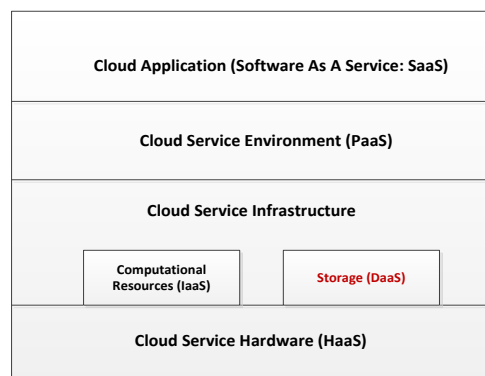 Cloud Application (Software As A Service: SaaS)
Cloud Service Environment (PaaS)
Cloud Service Infrastructure
Computational
Resources (IaaS)
Storage (DaaS)
Cloud Service Hardware (HaaS)